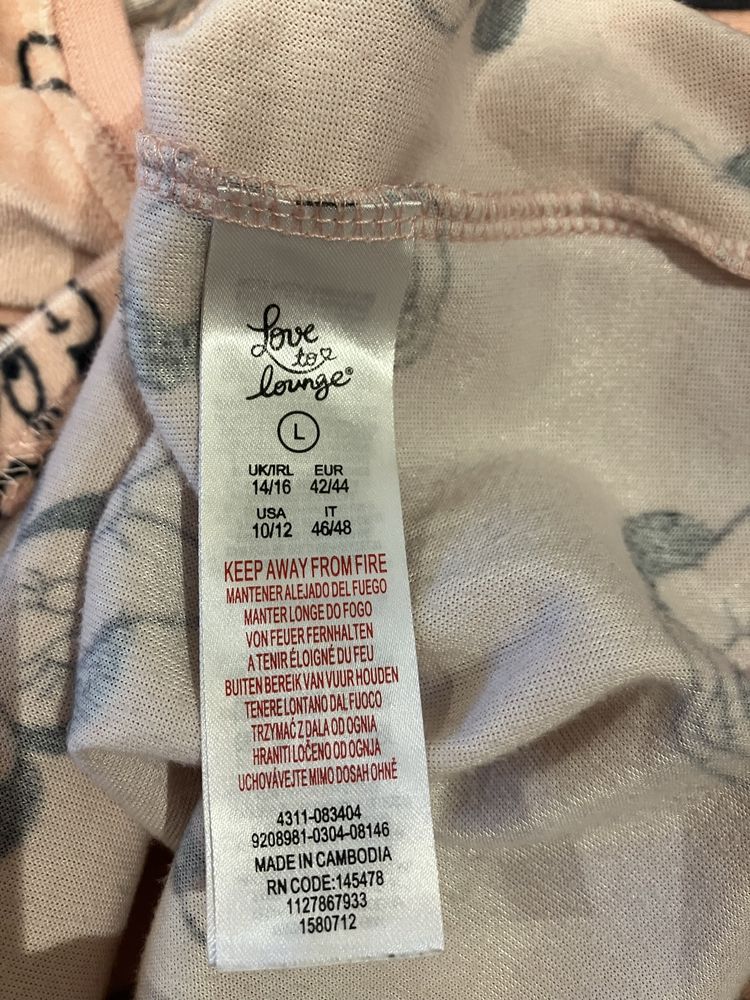 Love
to
lounge®
L
UK/IRL EUR
14/16 42/44
USA IT
10/12 46/48
KEEP AWAY FROM FIRE
MANTENER ALEJADO DEL FUEGO
MANTER LONGE DO FOGO
VON FEUER FERNHALTEN
A TENIR ÉLOIGNÉ DU FEU
BUITEN BEREIK VAN VUUR HOUDEN
TENERE LONTANO DAL FUOCO
TRZYMAĆ Z DALA OD OGNIA
HRANITI LOČENO OD OGNJA
UCHOVÁVEJTE MIMO DOSAH OHNĚ
4311-083404
9208981-0304-08146
MADE IN CAMBODIA
RN CODE:145478
1127867933
1580712